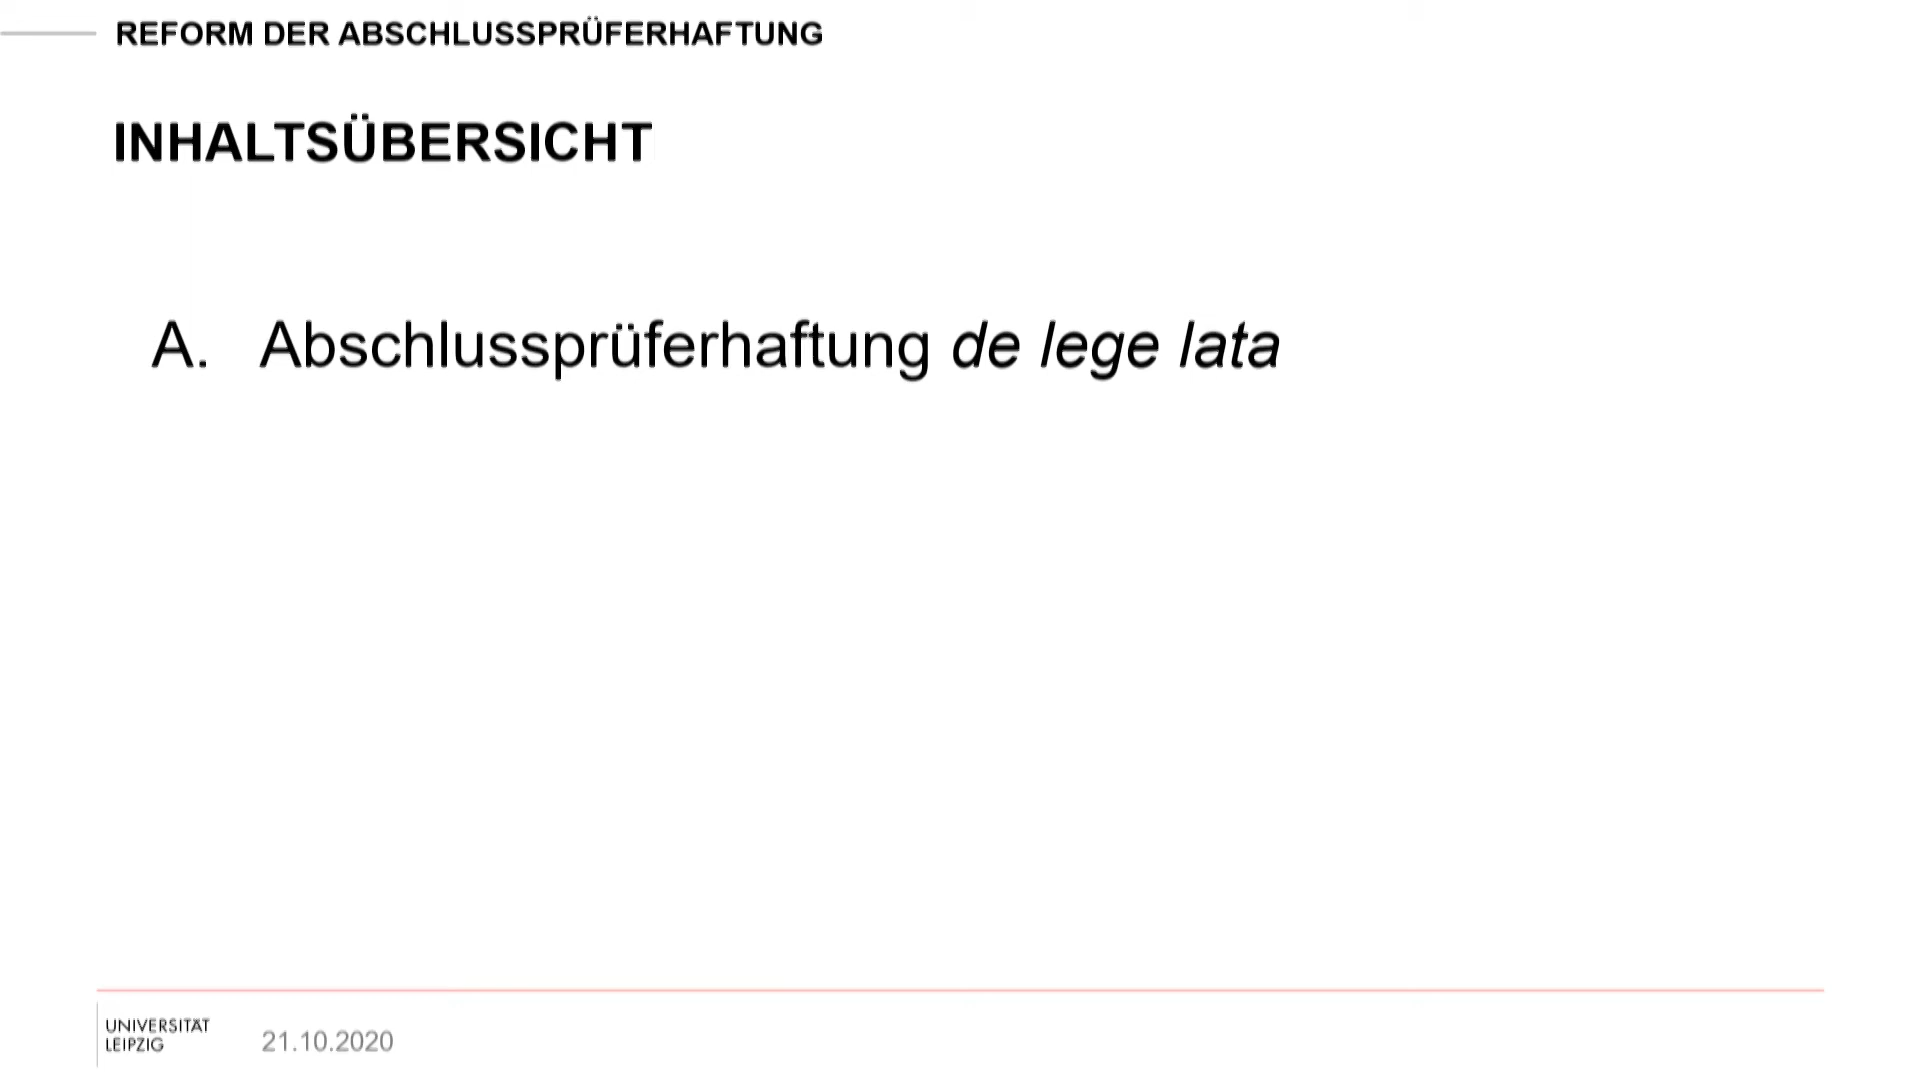 REFORM DER ABSCHLUSSPRÜFERHAFTUNG
INHALTSÜBERSICHT
A. Abschlussprüferhaftung de lege lata
UNIVERSITÄT
LEIPZIG
21.10.2020